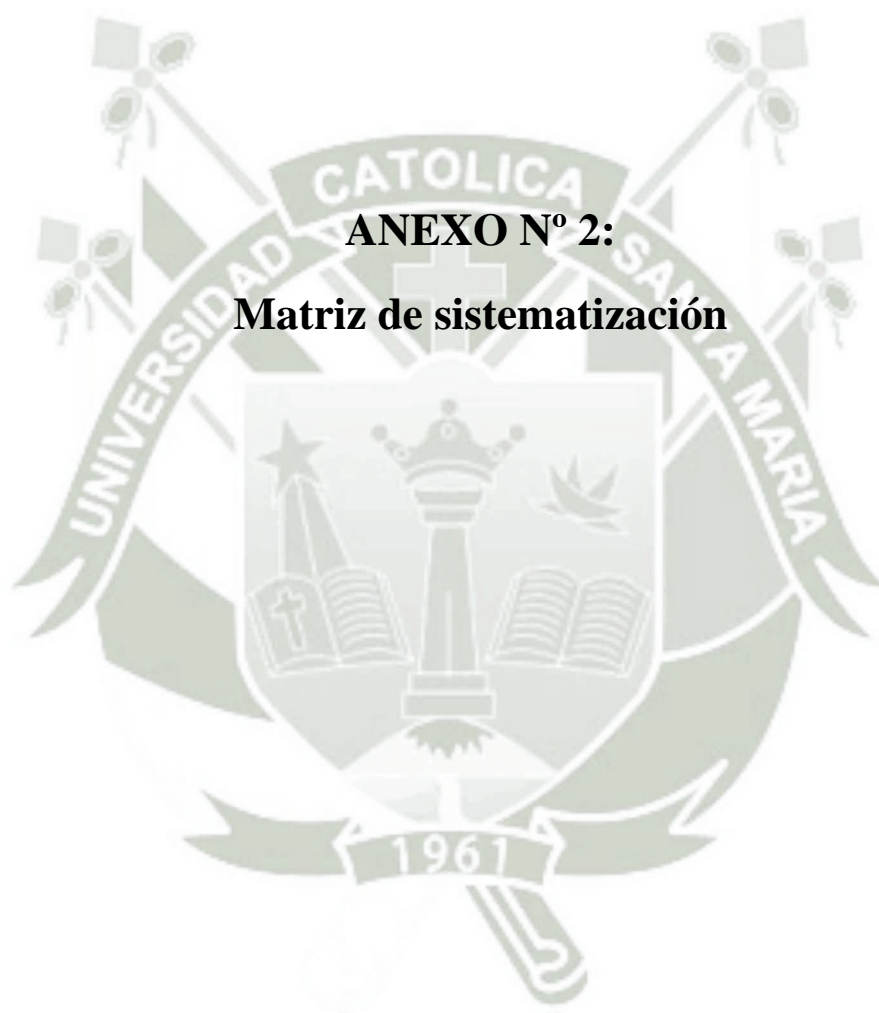 ANEXO Nº 2:
Matriz de sistematización
UNIVERSIDAD CATOLICA SANTA MARIA
1961